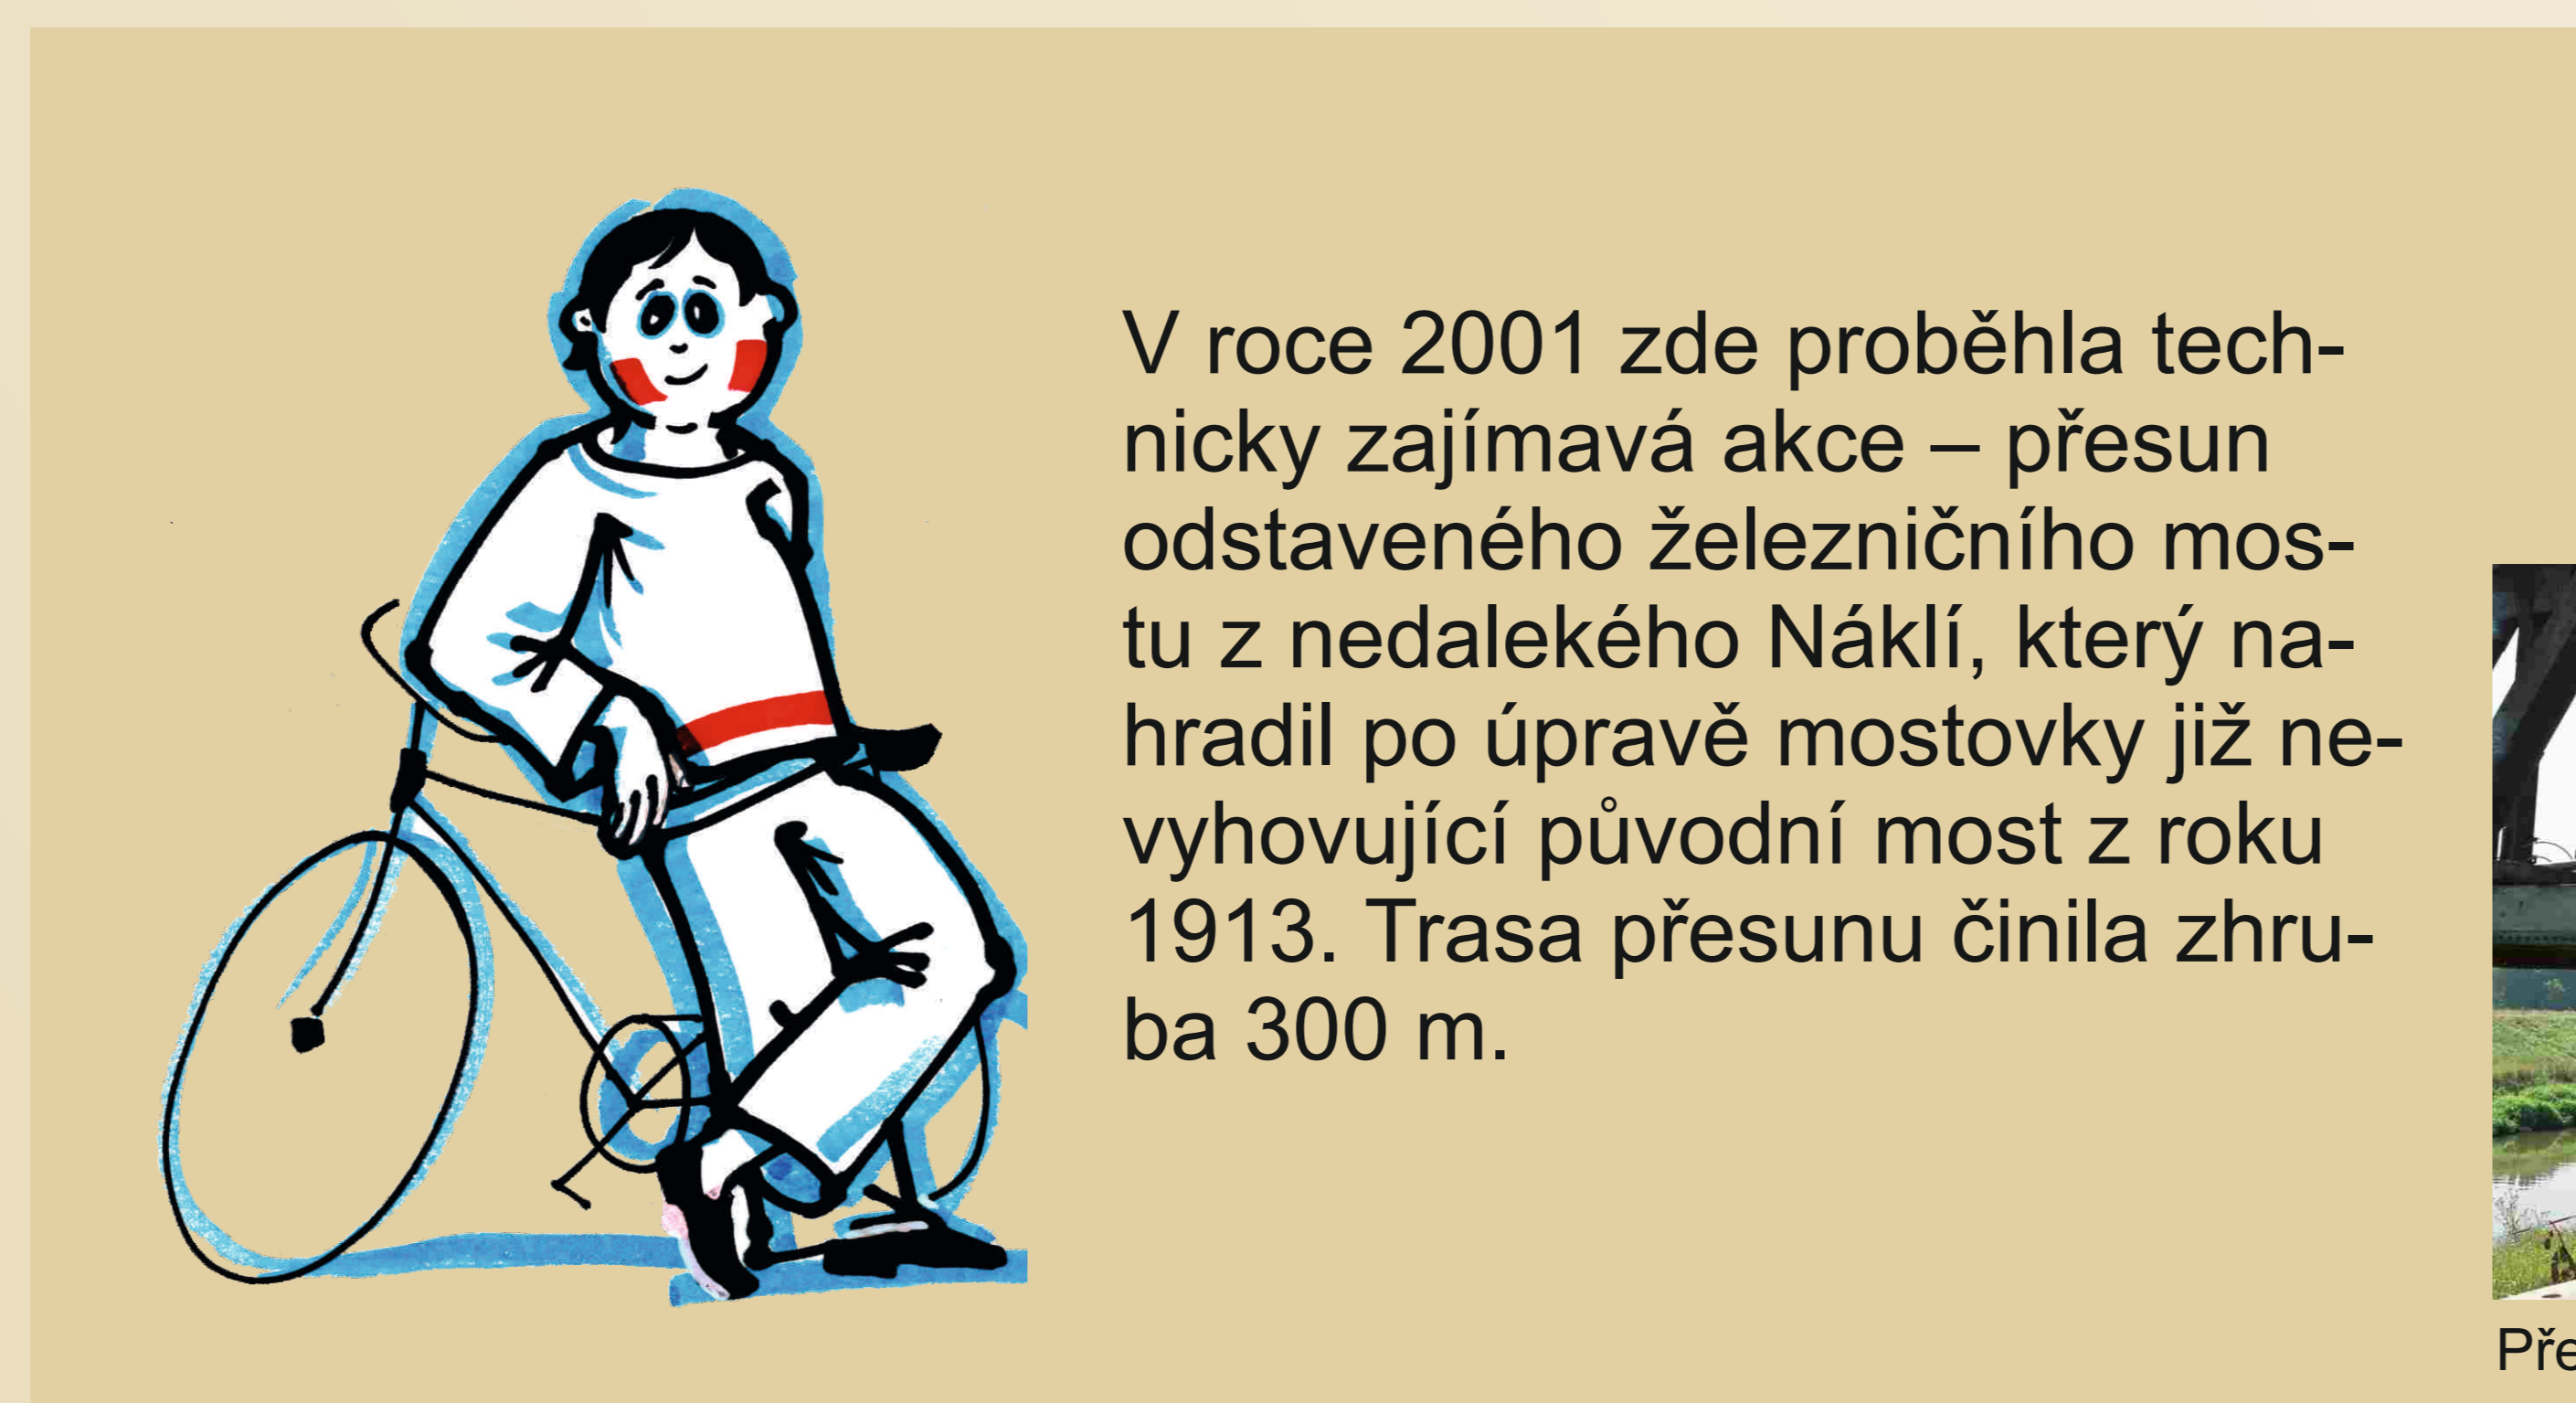 V roce 2001 zde proběhla tech-
nicky zajímavá akce – přesun
odstaveného železničního mos-
tu z nedalekého Náklí, který na-
hradil po úpravě mostovky již ne-
vyhovující původní most z roku
1913. Trasa přesunu činila zhru-
ba 300 m.